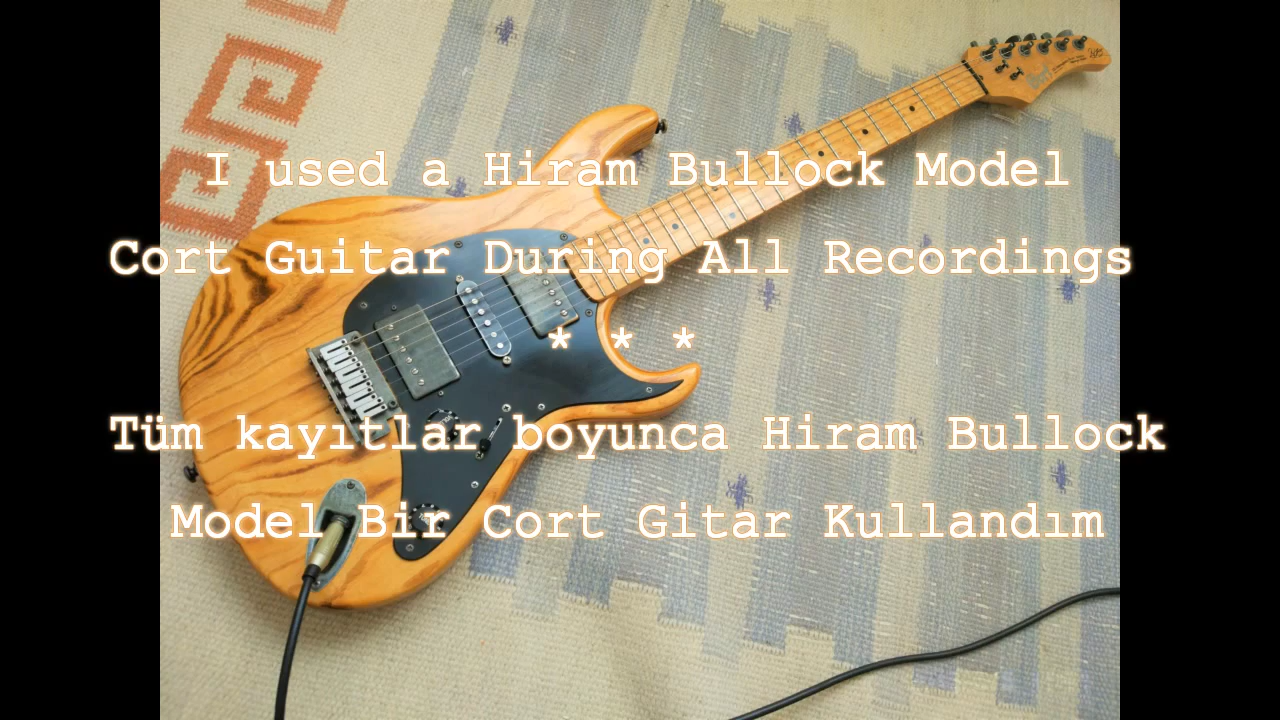 I used a Hiram Bullock Model
Cort Guitar During All Recordings
* * *
Tüm kayıtlar boyunca Hiram Bullock
Model Bir Cort Gitar Kullandım